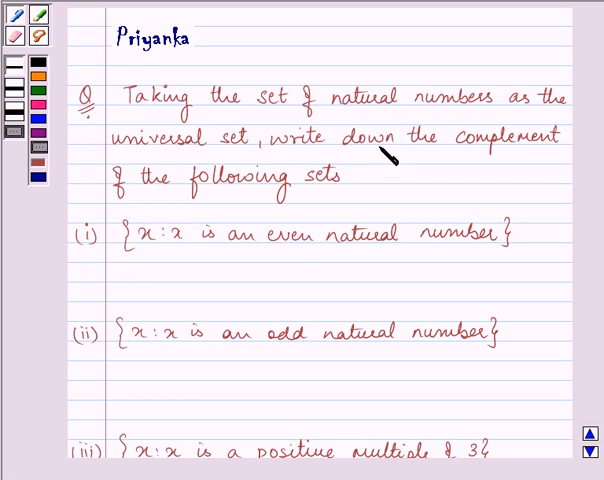 Priyanka
Q Taking the set of natural numbers as the
universal set, write down the complement
of the following sets
(i) {x:x is an even natural number}
(ii) {x:x is an odd natural number}
(iii) {x:x is a positive multiple of 3}